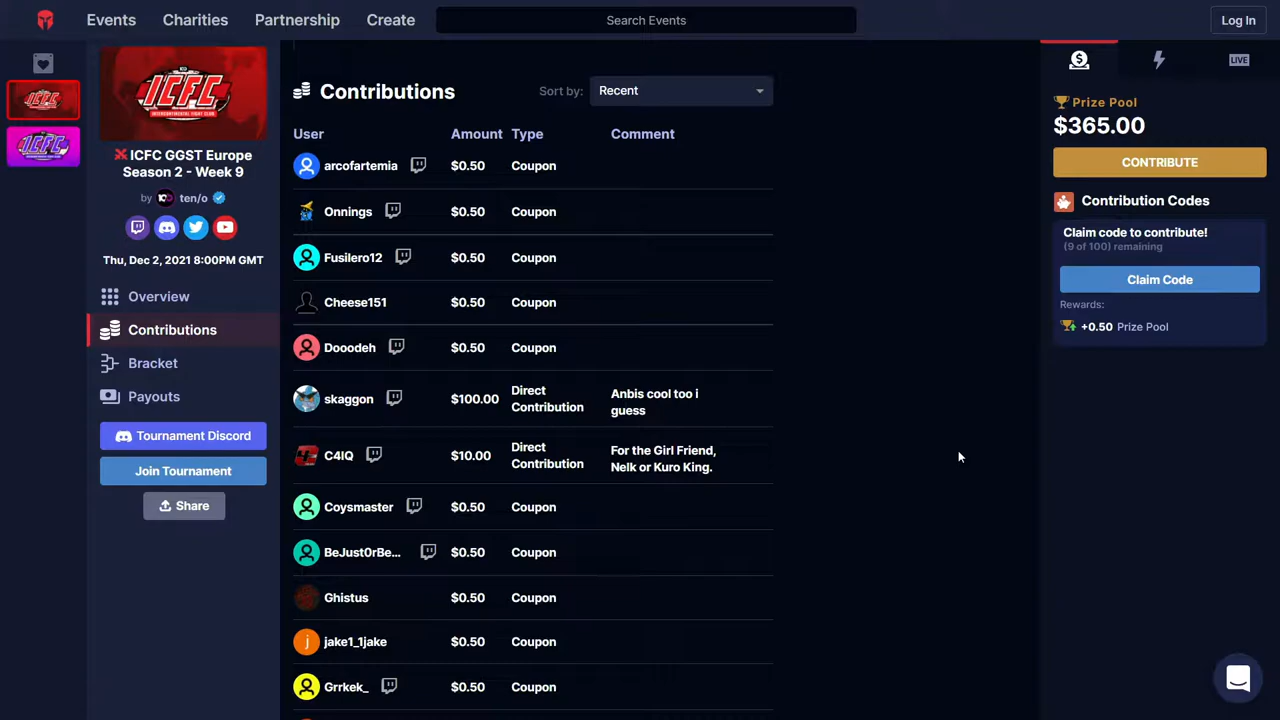 Events Charities Partnership Create Search Events Log In
ICFC
INTERCONTINENTAL FIGHT CLUB
ICFC GGST Europe
Season 2 - Week 9
by ten/o
Thu, Dec 2, 2021 8:00PM GMT
Overview
Contributions
Bracket
Payouts
Tournament Discord
Join Tournament
Share
Contributions
Sort by: Recent
User Amount Type Comment
arcofartemia $0.50 Coupon
Onnings $0.50 Coupon
Fusilero12 $0.50 Coupon
Cheese151 $0.50 Coupon
Dooodeh $0.50 Coupon
skaggon $100.00 Direct Contribution Anbis cool too i guess
C4IQ $10.00 Direct Contribution For the Girl Friend, Nelk or Kuro King.
Coysmaster $0.50 Coupon
BeJust0rBe... $0.50 Coupon
Ghistus $0.50 Coupon
j jake1_1jake $0.50 Coupon
Grrkek_ $0.50 Coupon
LIVE
Prize Pool
$365.00
CONTRIBUTE
Contribution Codes
Claim code to contribute!
(9 of 100) remaining
Claim Code
Rewards:
+0.50 Prize Pool